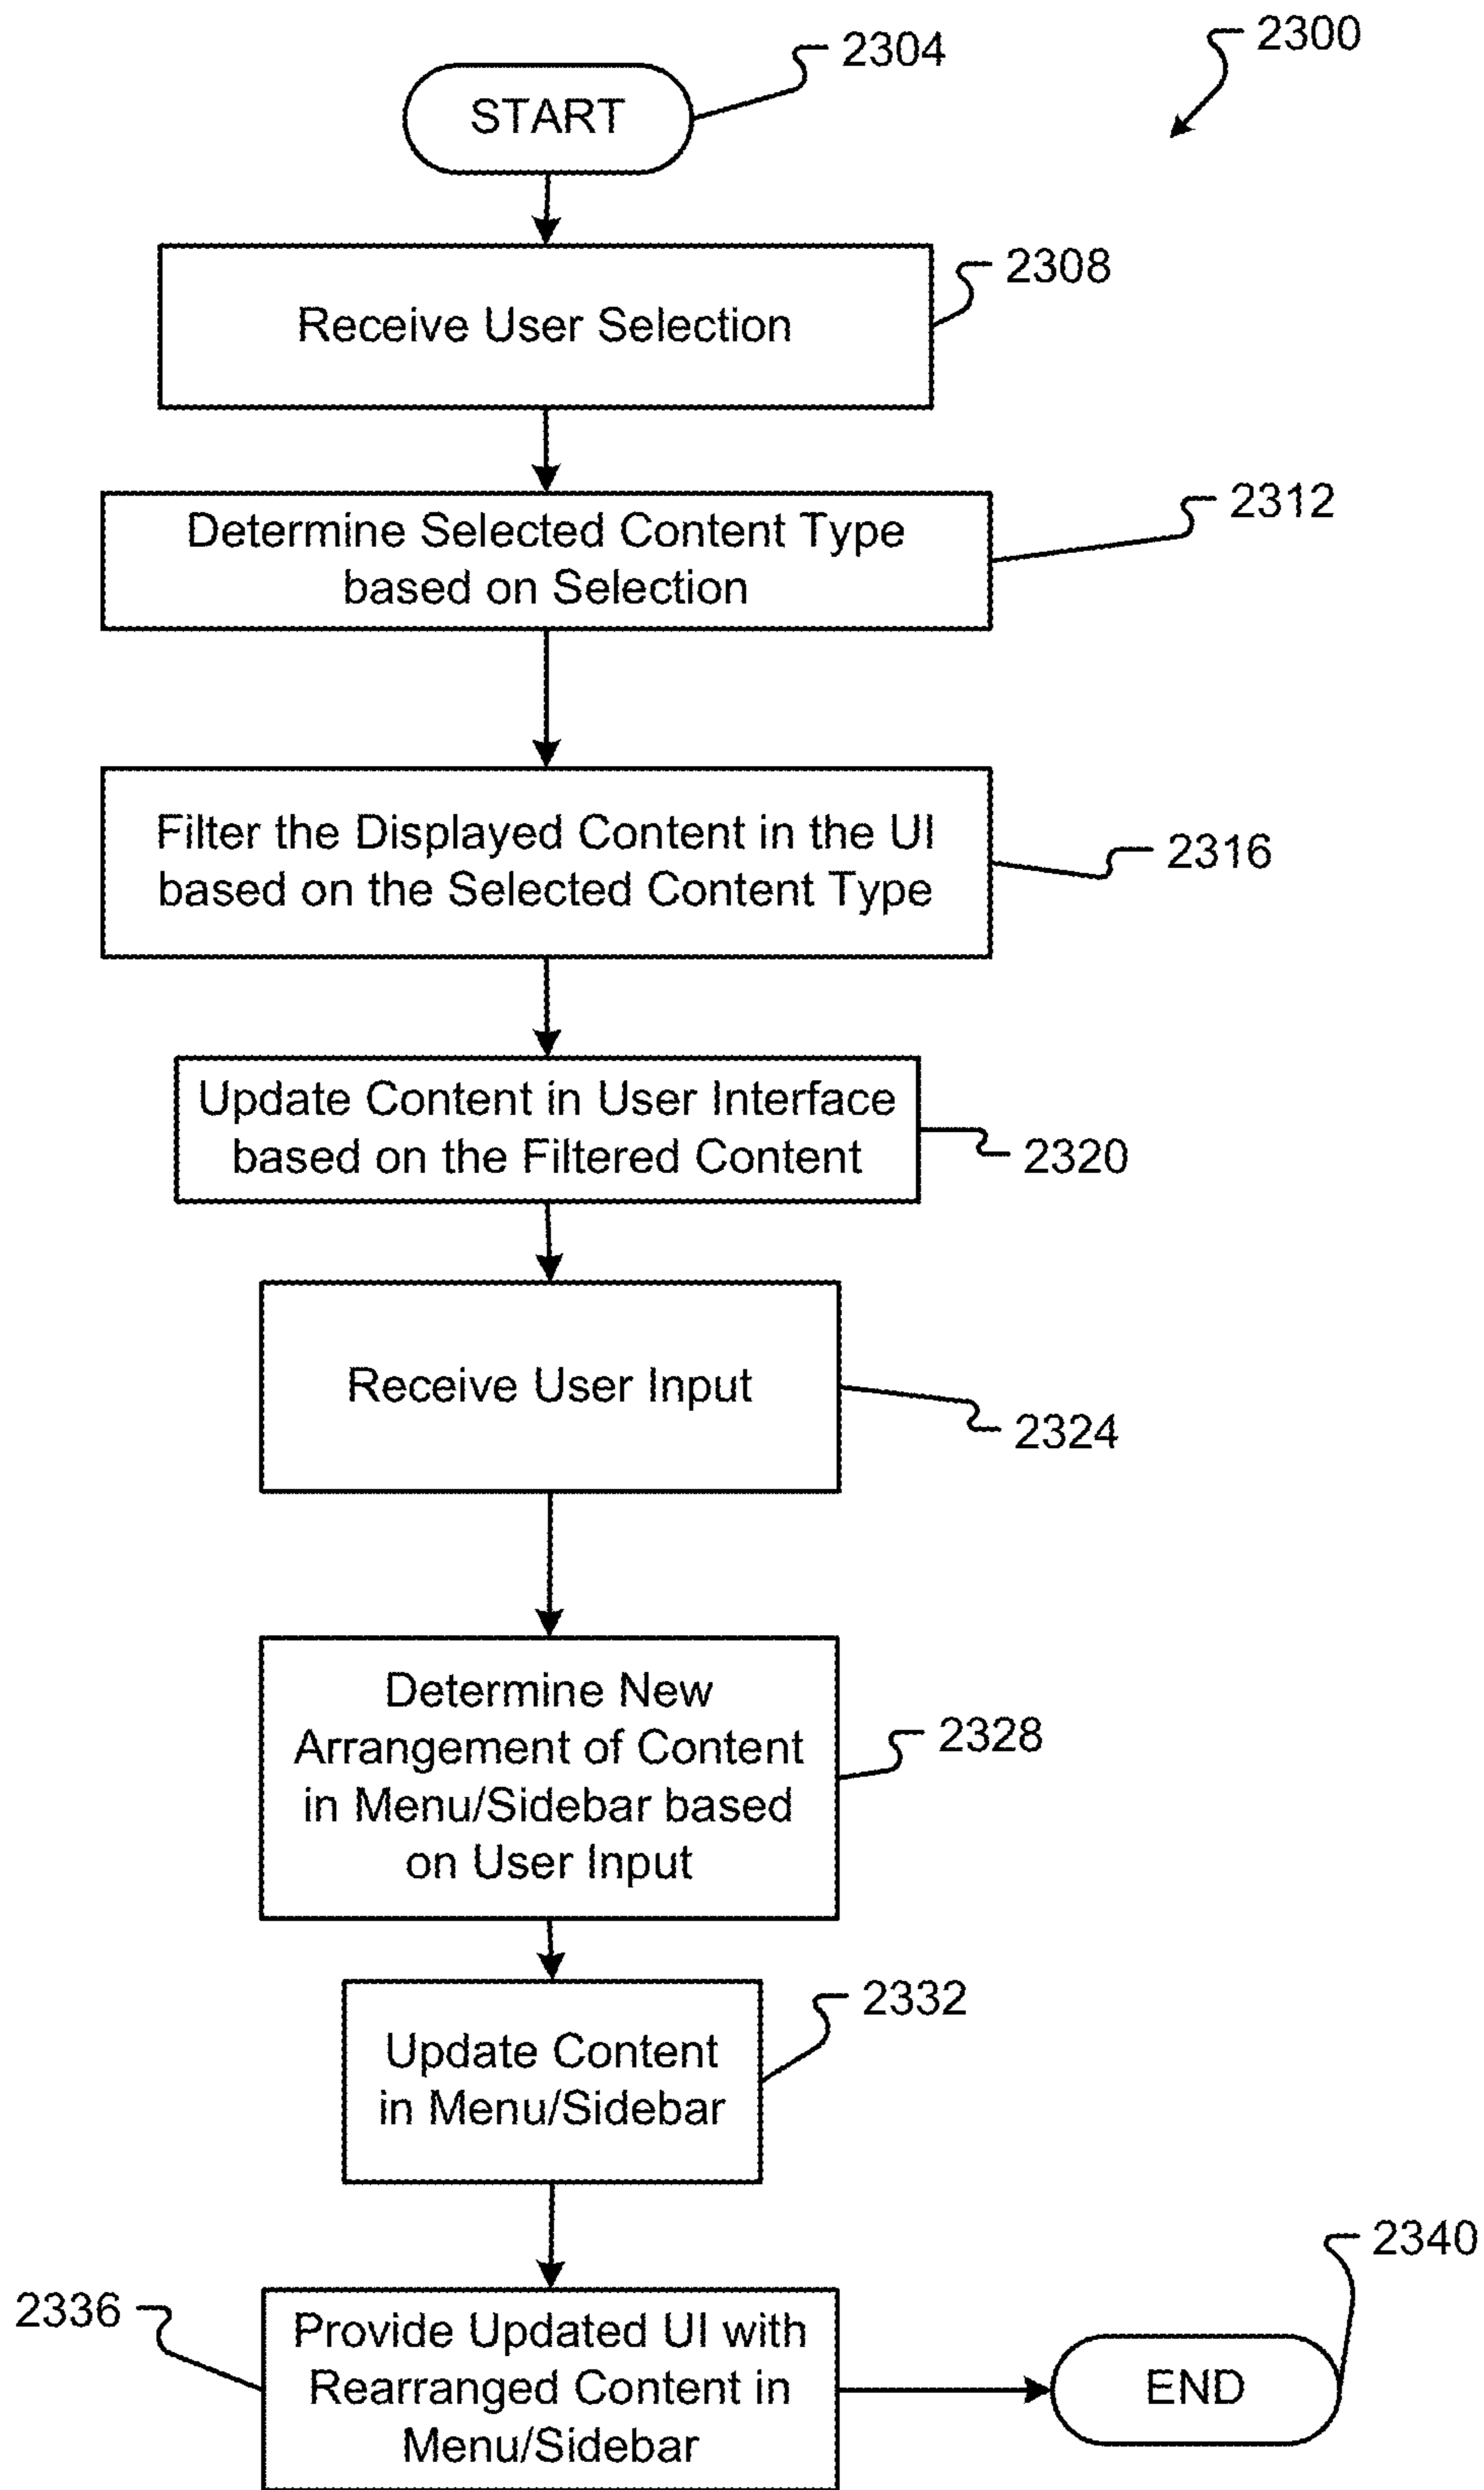 2300
2304
START
2308
Receive User Selection
2312
Determine Selected Content Type
based on Selection
2316
Filter the Displayed Content in the UI
based on the Selected Content Type
Update Content in User Interface
based on the Filtered Content
2320
Receive User Input
2324
Determine New
Arrangement of Content
in Menu/Sidebar based
on User Input
2328
2332
Update Content
in Menu/Sidebar
2336
Provide Updated UI with
Rearranged Content in
Menu/Sidebar
2340
END